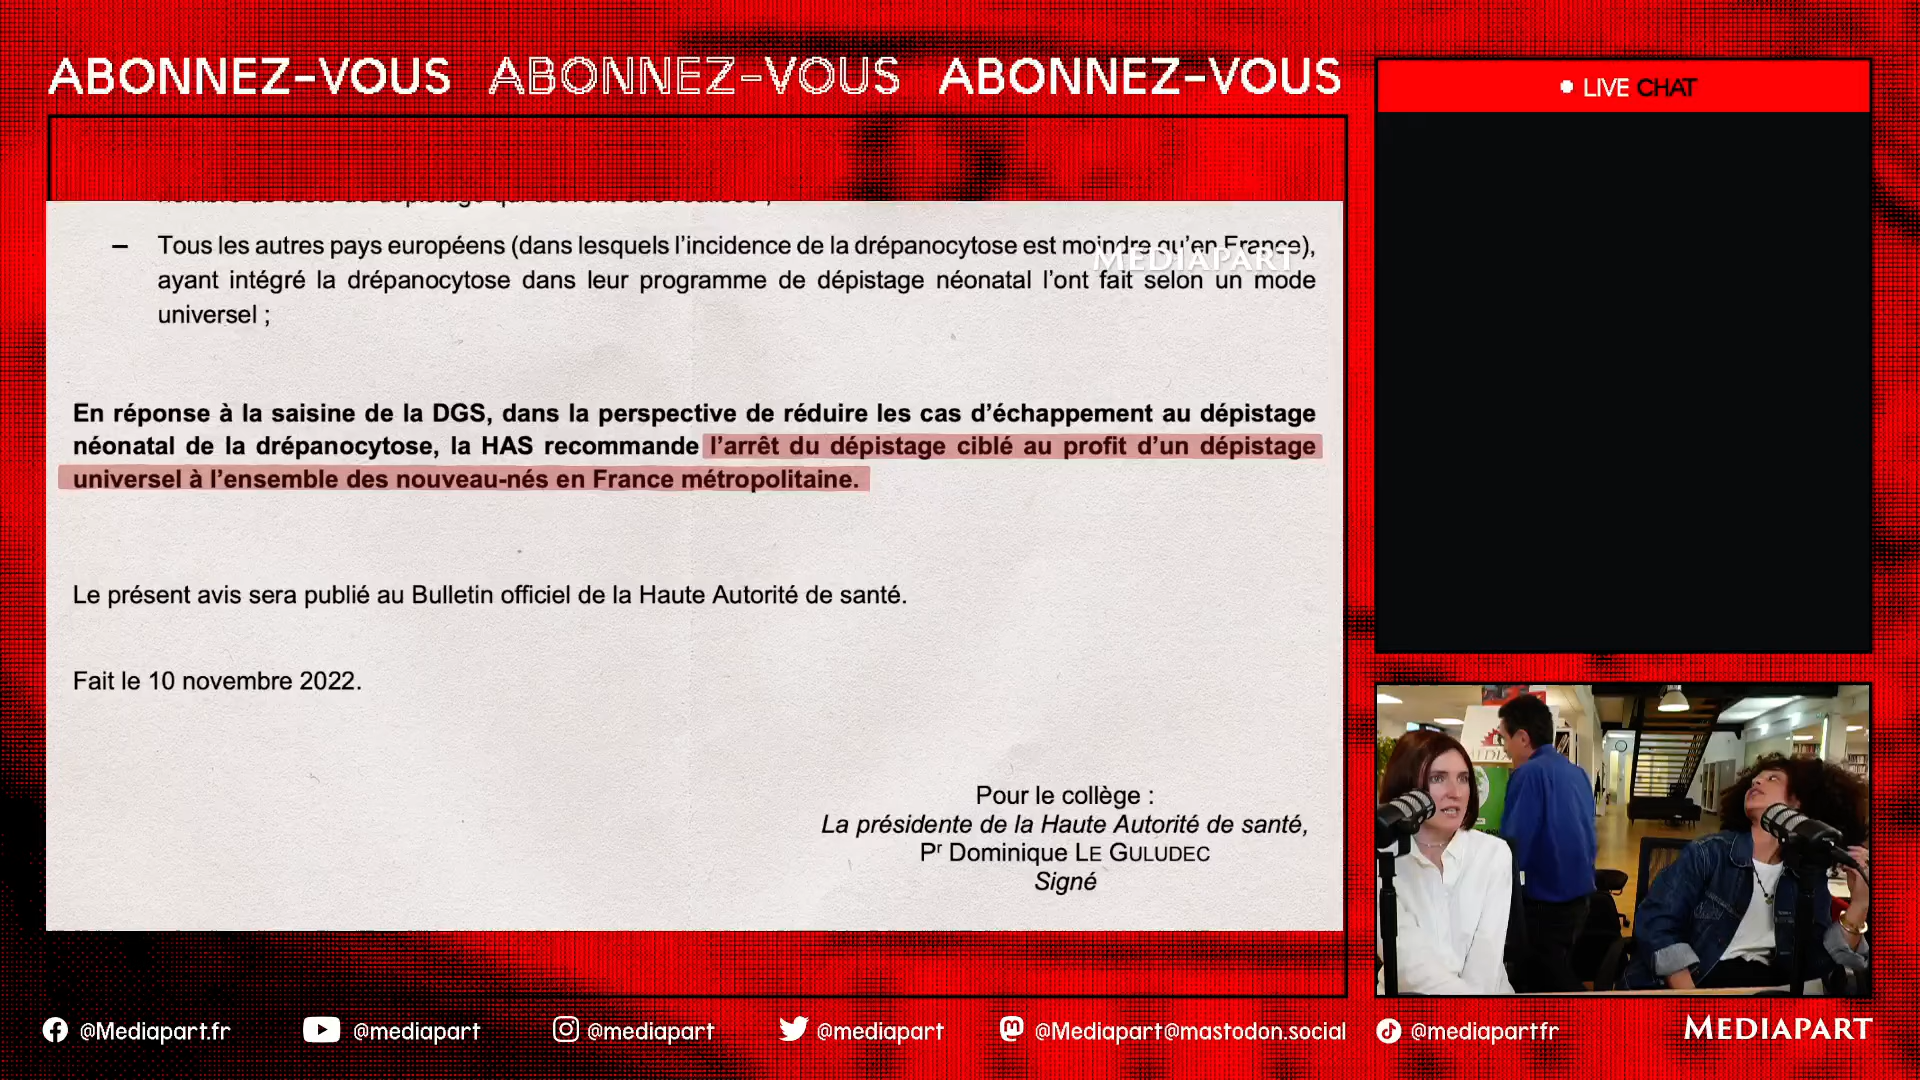 ABONNEZ-VOUS ABONNEZ-VOUS ABONNEZ-VOUS
LIVE CHAT
– Tous les autres pays européens (dans lesquels l’incidence de la drépanocytose est moindre qu’en France),
MEDIAPART
ayant intégré la drépanocytose dans leur programme de dépistage néonatal l’ont fait selon un mode
universel ;
En réponse à la saisine de la DGS, dans la perspective de réduire les cas d’échappement au dépistage
néonatal de la drépanocytose, la HAS recommande l’arrêt du dépistage ciblé au profit d’un dépistage
universel à l’ensemble des nouveau-nés en France métropolitaine.
Le présent avis sera publié au Bulletin officiel de la Haute Autorité de santé.
Fait le 10 novembre 2022.
Pour le collège :
La présidente de la Haute Autorité de santé,
Pr Dominique LE GULUDEC
Signé
@Mediapart.fr @mediapart @mediapart @mediapart @Mediapart@mastodon.social @mediapartfr MEDIAPART